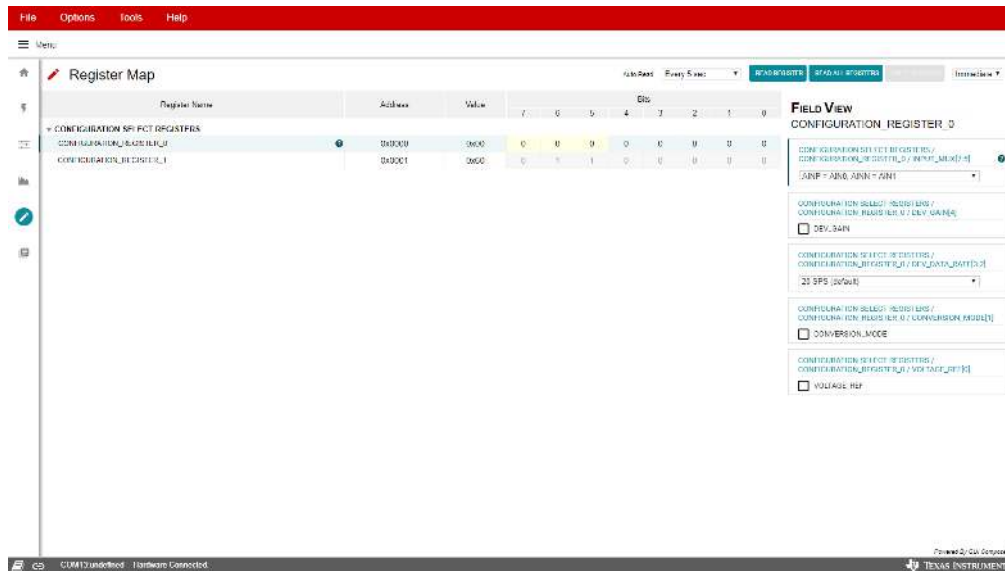 File Options Tools Help
Menu
Register Map
Auto Read Every 5 sec READ REGISTER READ ALL REGISTERS Immediate
Register Name Address Value Bits
7 6 5 4 3 2 1 0
CONFIGURATION SELECT REGISTERS
CONFIGURATION_REGISTER_0 0x0000 0x00 0 0 0 0 0 0 0 0
CONFIGURATION_REGISTER_1 0x0001 0x60 0 1 1 0 0 0 0 0
FIELD VIEW
CONFIGURATION_REGISTER_0
CONFIGURATION SELECT REGISTERS /
CONFIGURATION_REGISTER_0 / INPUT_MUX[7:5]
AINP = AIN0, AINN = AIN1
CONFIGURATION SELECT REGISTERS /
CONFIGURATION_REGISTER_0 / DEV_GAIN[4]
DEV_GAIN
CONFIGURATION SELECT REGISTERS /
CONFIGURATION_REGISTER_0 / DEV_DATA_RATE[3:2]
20 SPS (default)
CONFIGURATION SELECT REGISTERS /
CONFIGURATION_REGISTER_0 / CONVERSION_MODE[1]
CONVERSION_MODE
CONFIGURATION SELECT REGISTERS /
CONFIGURATION_REGISTER_0 / VOLTAGE_REF[0]
VOLTAGE_REF
Powered By GUI Compos
COM13:undefined Hardware Connected.
TEXAS INSTRUMEN